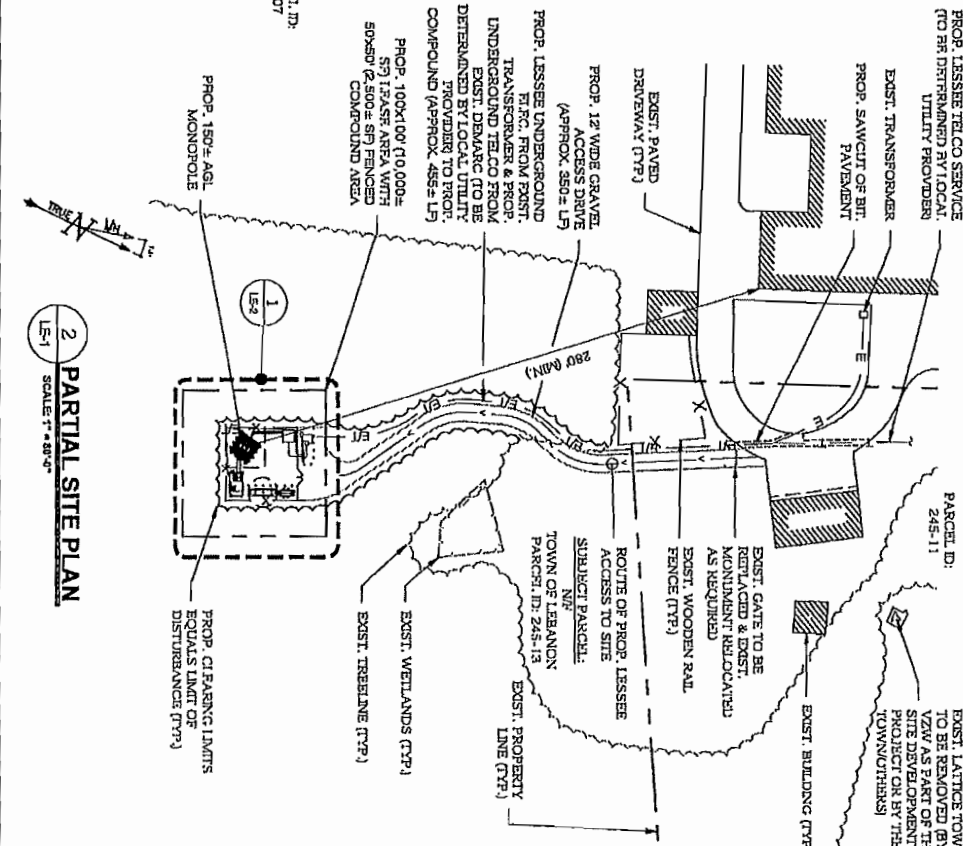 PROP. LESSEE TELCO SERVICE
(TO BE DETERMINED BY LOCAL
UTILITY PROVIDER)
EXIST. TRANSFORMER
PROP. SAWCUT OF BIT.
PAVEMENT
EXIST. PAVED
DRIVEWAY (TYP.)
PROP. 12' WIDE GRAVEL
ACCESS DRIVE
(APPROX. 350± LF)
PROP. LESSEE UNDERGROUND
ELEC. FROM EXIST.
TRANSFORMER & PROP.
UNDERGROUND TELCO FROM
EXIST. DEMARC (TO BE
DETERMINED BY LOCAL UTILITY
PROVIDER) TO PROP.
COMPOUND (APPROX. 455± LF)
PROP. 100'x100' (10,000±
SF) LEASE AREA WITH
50'x50' (2,500± SF) FENCED
COMPOUND AREA
PROP. 150'± AGL
MONOPOLE
ID:
07
TRUE
N
1
LS-2
280' (MIN.)
E
E
E/T
E/T
E/T
E/T
E/T
PARCEL ID:
245-11
EXIST. LATTICE TOW
TO BE REMOVED (BY
VZW AS PART OF TH
SITE DEVELOPMENT
PROJECT OR BY THE
TOWN/OTHERS)
EXIST. BUILDING (TYP
EXIST. GATE TO BE
REPLACED & EXIST.
MONUMENT RELOCATED
AS REQUIRED
EXIST. WOODEN RAIL
FENCE (TYP.)
ROUTE OF PROP. LESSEE
ACCESS TO SITE
SUBJECT PARCEL:
N/F
TOWN OF LEBANON
PARCEL ID: 245-13
EXIST. PROPERTY
LINE (TYP.)
EXIST. WETLANDS (TYP.)
EXIST. TREELINE (TYP.)
PROP. CLEARING LIMITS
EQUALS LIMIT OF
DISTURBANCE (TYP.)
2
LS-1
PARTIAL SITE PLAN
SCALE: 1" = 80'-0"